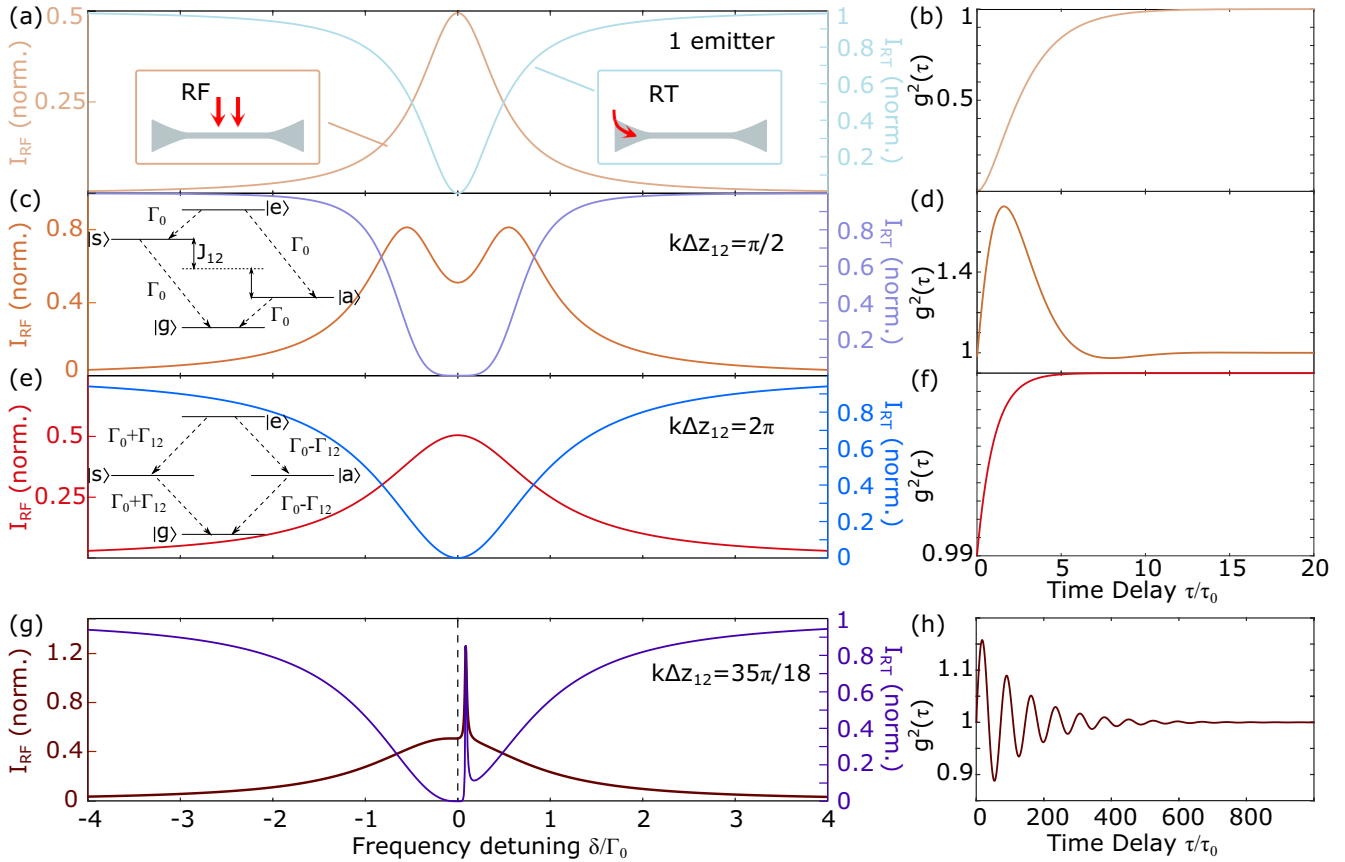 (a)
0.5
0.25
I_RF (norm.)
RF
1 emitter
RT
1
0.8
0.6
0.4
0.2
I_RT (norm.)
(b)
1
0.5
g²(τ)
(c)
0.8
0.4
0
I_RF (norm.)
|e⟩
Γ₀
|s⟩
J₁₂
Γ₀
Γ₀
|a⟩
Γ₀
|g⟩
kΔz₁₂=π/2
0.8
0.6
0.4
0.2
I_RT (norm.)
(d)
1.4
1
g²(τ)
(e)
0.5
0.25
I_RF (norm.)
|e⟩
Γ₀+Γ₁₂
Γ₀-Γ₁₂
|s⟩
|a⟩
Γ₀+Γ₁₂
Γ₀-Γ₁₂
|g⟩
kΔz₁₂=2π
0.8
0.6
0.4
0.2
0
I_RT (norm.)
(f)
0.99
g²(τ)
0
5
10
15
20
Time Delay τ/τ₀
(g)
1.2
0.8
0.4
0
I_RF (norm.)
kΔz₁₂=35π/18
1
0.8
0.6
0.4
0.2
0
I_RT (norm.)
-4
-3
-2
-1
0
1
2
3
4
Frequency detuning δ/Γ₀
(h)
1.1
1
0.9
g²(τ)
0
200
400
600
800
Time Delay τ/τ₀